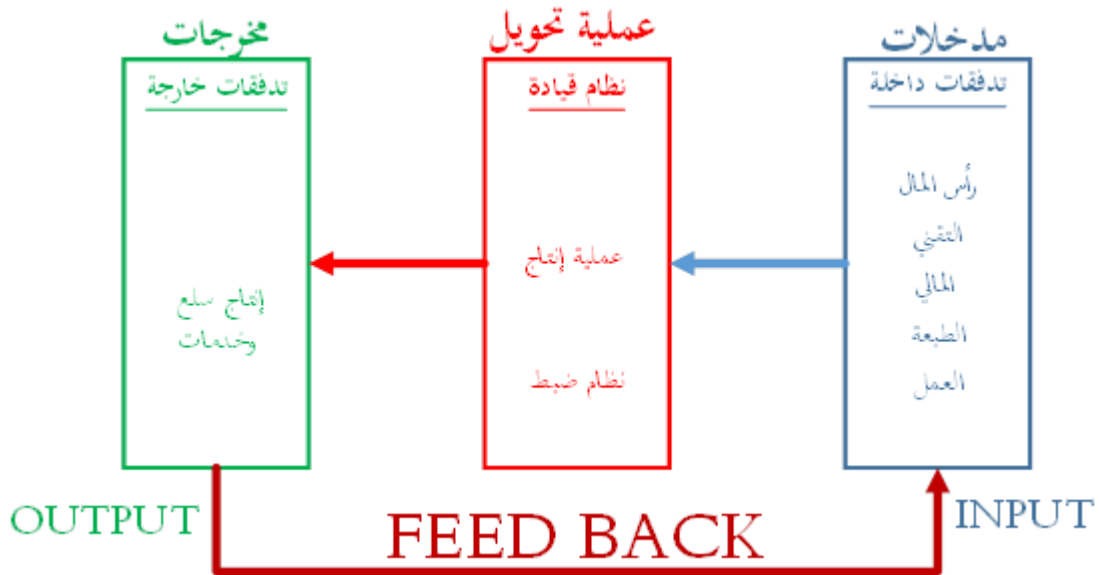 مدخلات
تدفقات داخلة
رأس المال
التقني
المالي
الطبعة
العمل
عملية تحويل
نظام قيادة
عملية إنتاج
نظام ضبط
مخرجات
تدفقات خارجة
إنتاج سلع
وخدمات
INPUT
FEED BACK
OUTPUT